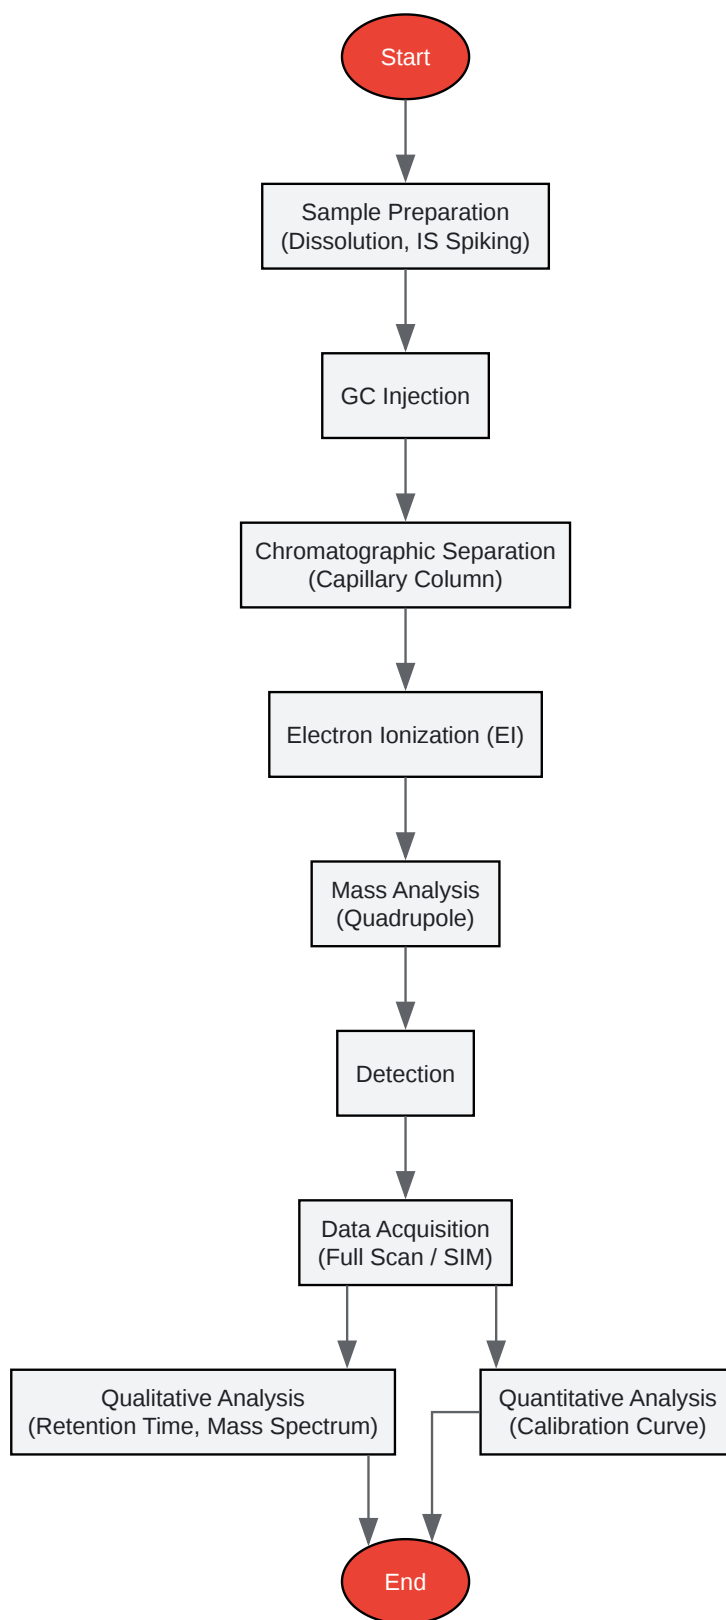 Start
Sample Preparation
(Dissolution, IS Spiking)
GC Injection
Chromatographic Separation
(Capillary Column)
Electron Ionization (EI)
Mass Analysis
(Quadrupole)
Detection
Data Acquisition
(Full Scan / SIM)
Qualitative Analysis
(Retention Time, Mass Spectrum)
Quantitative Analysis
(Calibration Curve)
End